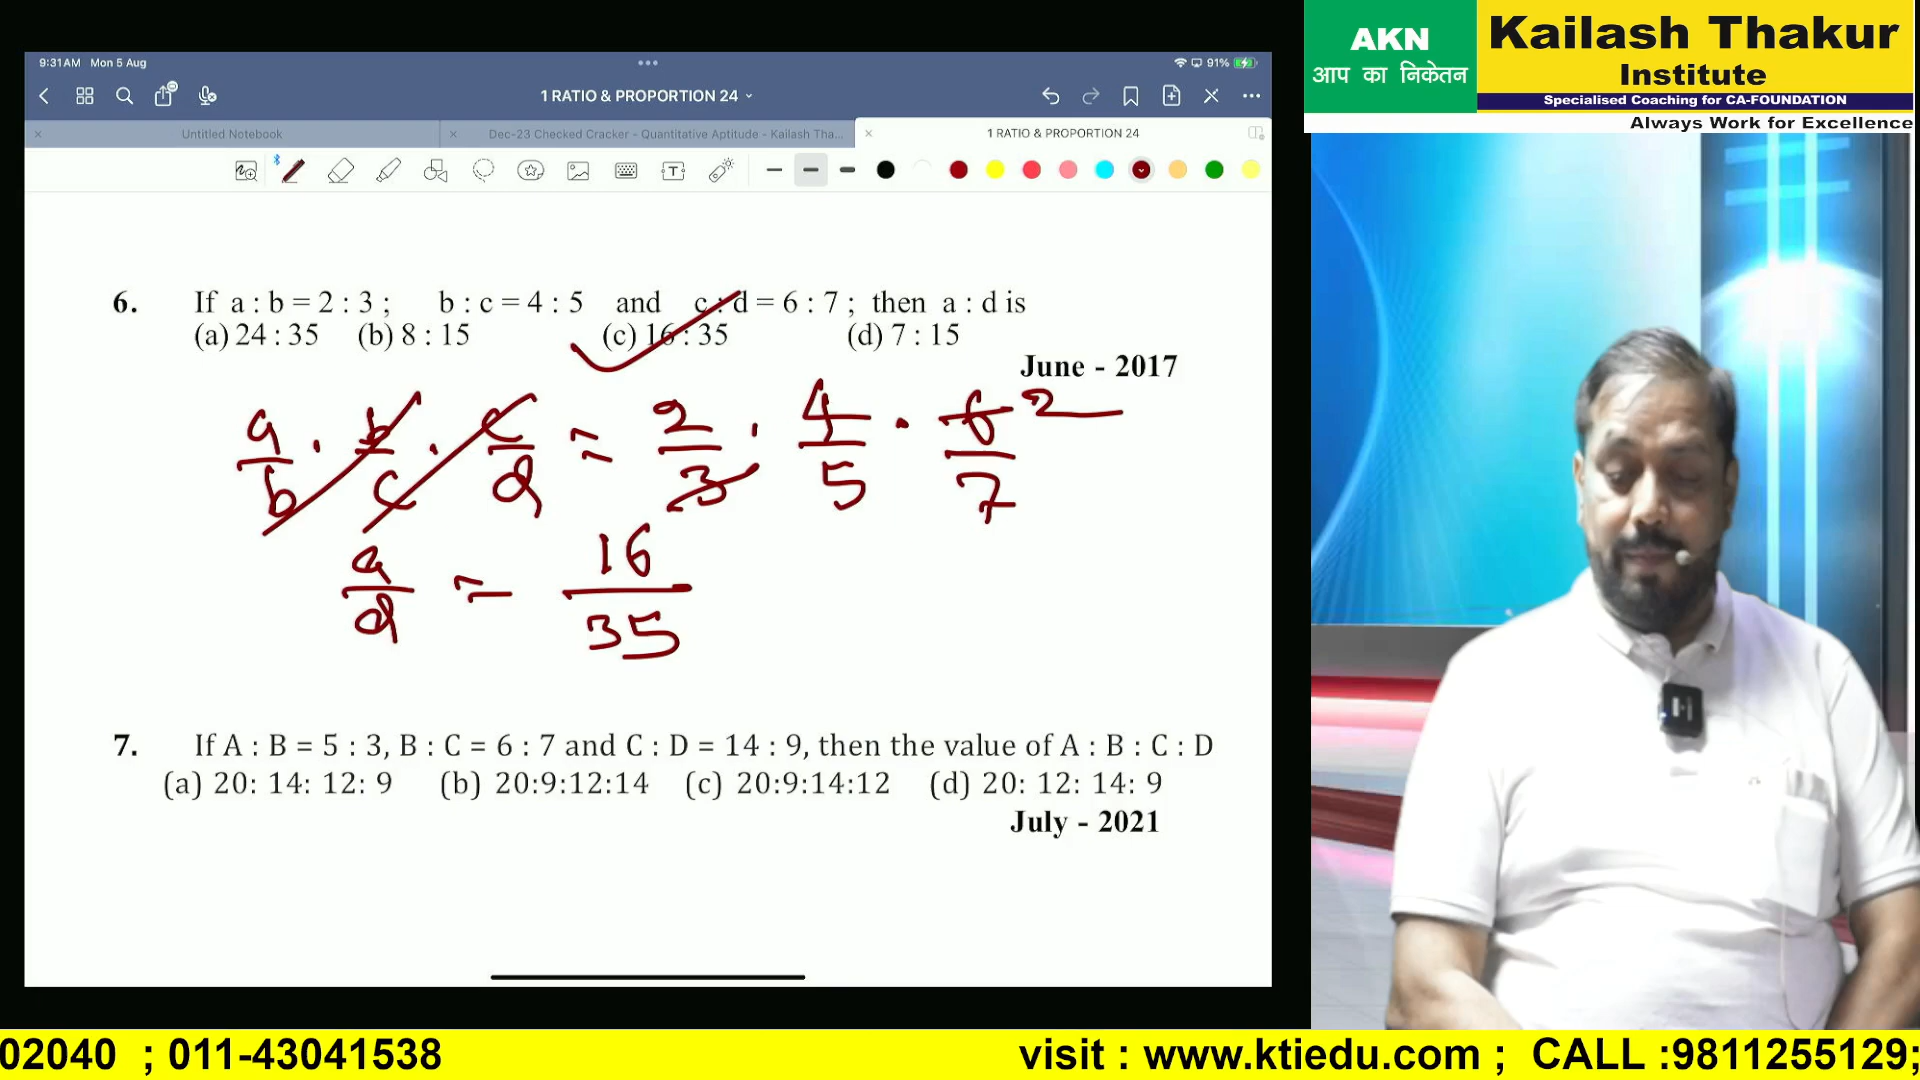 AKN
आप का निकेतन
Kailash Thakur
Institute
Specialised Coaching for CA-FOUNDATION
Always Work for Excellence
9:31 AM Mon 5 Aug
91%
1 RATIO & PROPORTION 24
Untitled Notebook
Dec-23 Checked Cracker - Quantitative Aptitude - Kailash Tha...
1 RATIO & PROPORTION 24
6. If a : b = 2 : 3 ; b : c = 4 : 5 and c : d = 6 : 7 ; then a : d is
(a) 24 : 35 (b) 8 : 15 (c) 16 : 35 (d) 7 : 15
June - 2017
a/b . b/c . c/d = 2/3 . 4/5 . 6/7 2
a/d = 16/35
7. If A : B = 5 : 3, B : C = 6 : 7 and C : D = 14 : 9, then the value of A : B : C : D
(a) 20: 14: 12: 9 (b) 20:9:12:14 (c) 20:9:14:12 (d) 20: 12: 14: 9
July - 2021
02040 ; 011-43041538 visit : www.ktiedu.com ; CALL :9811255129;